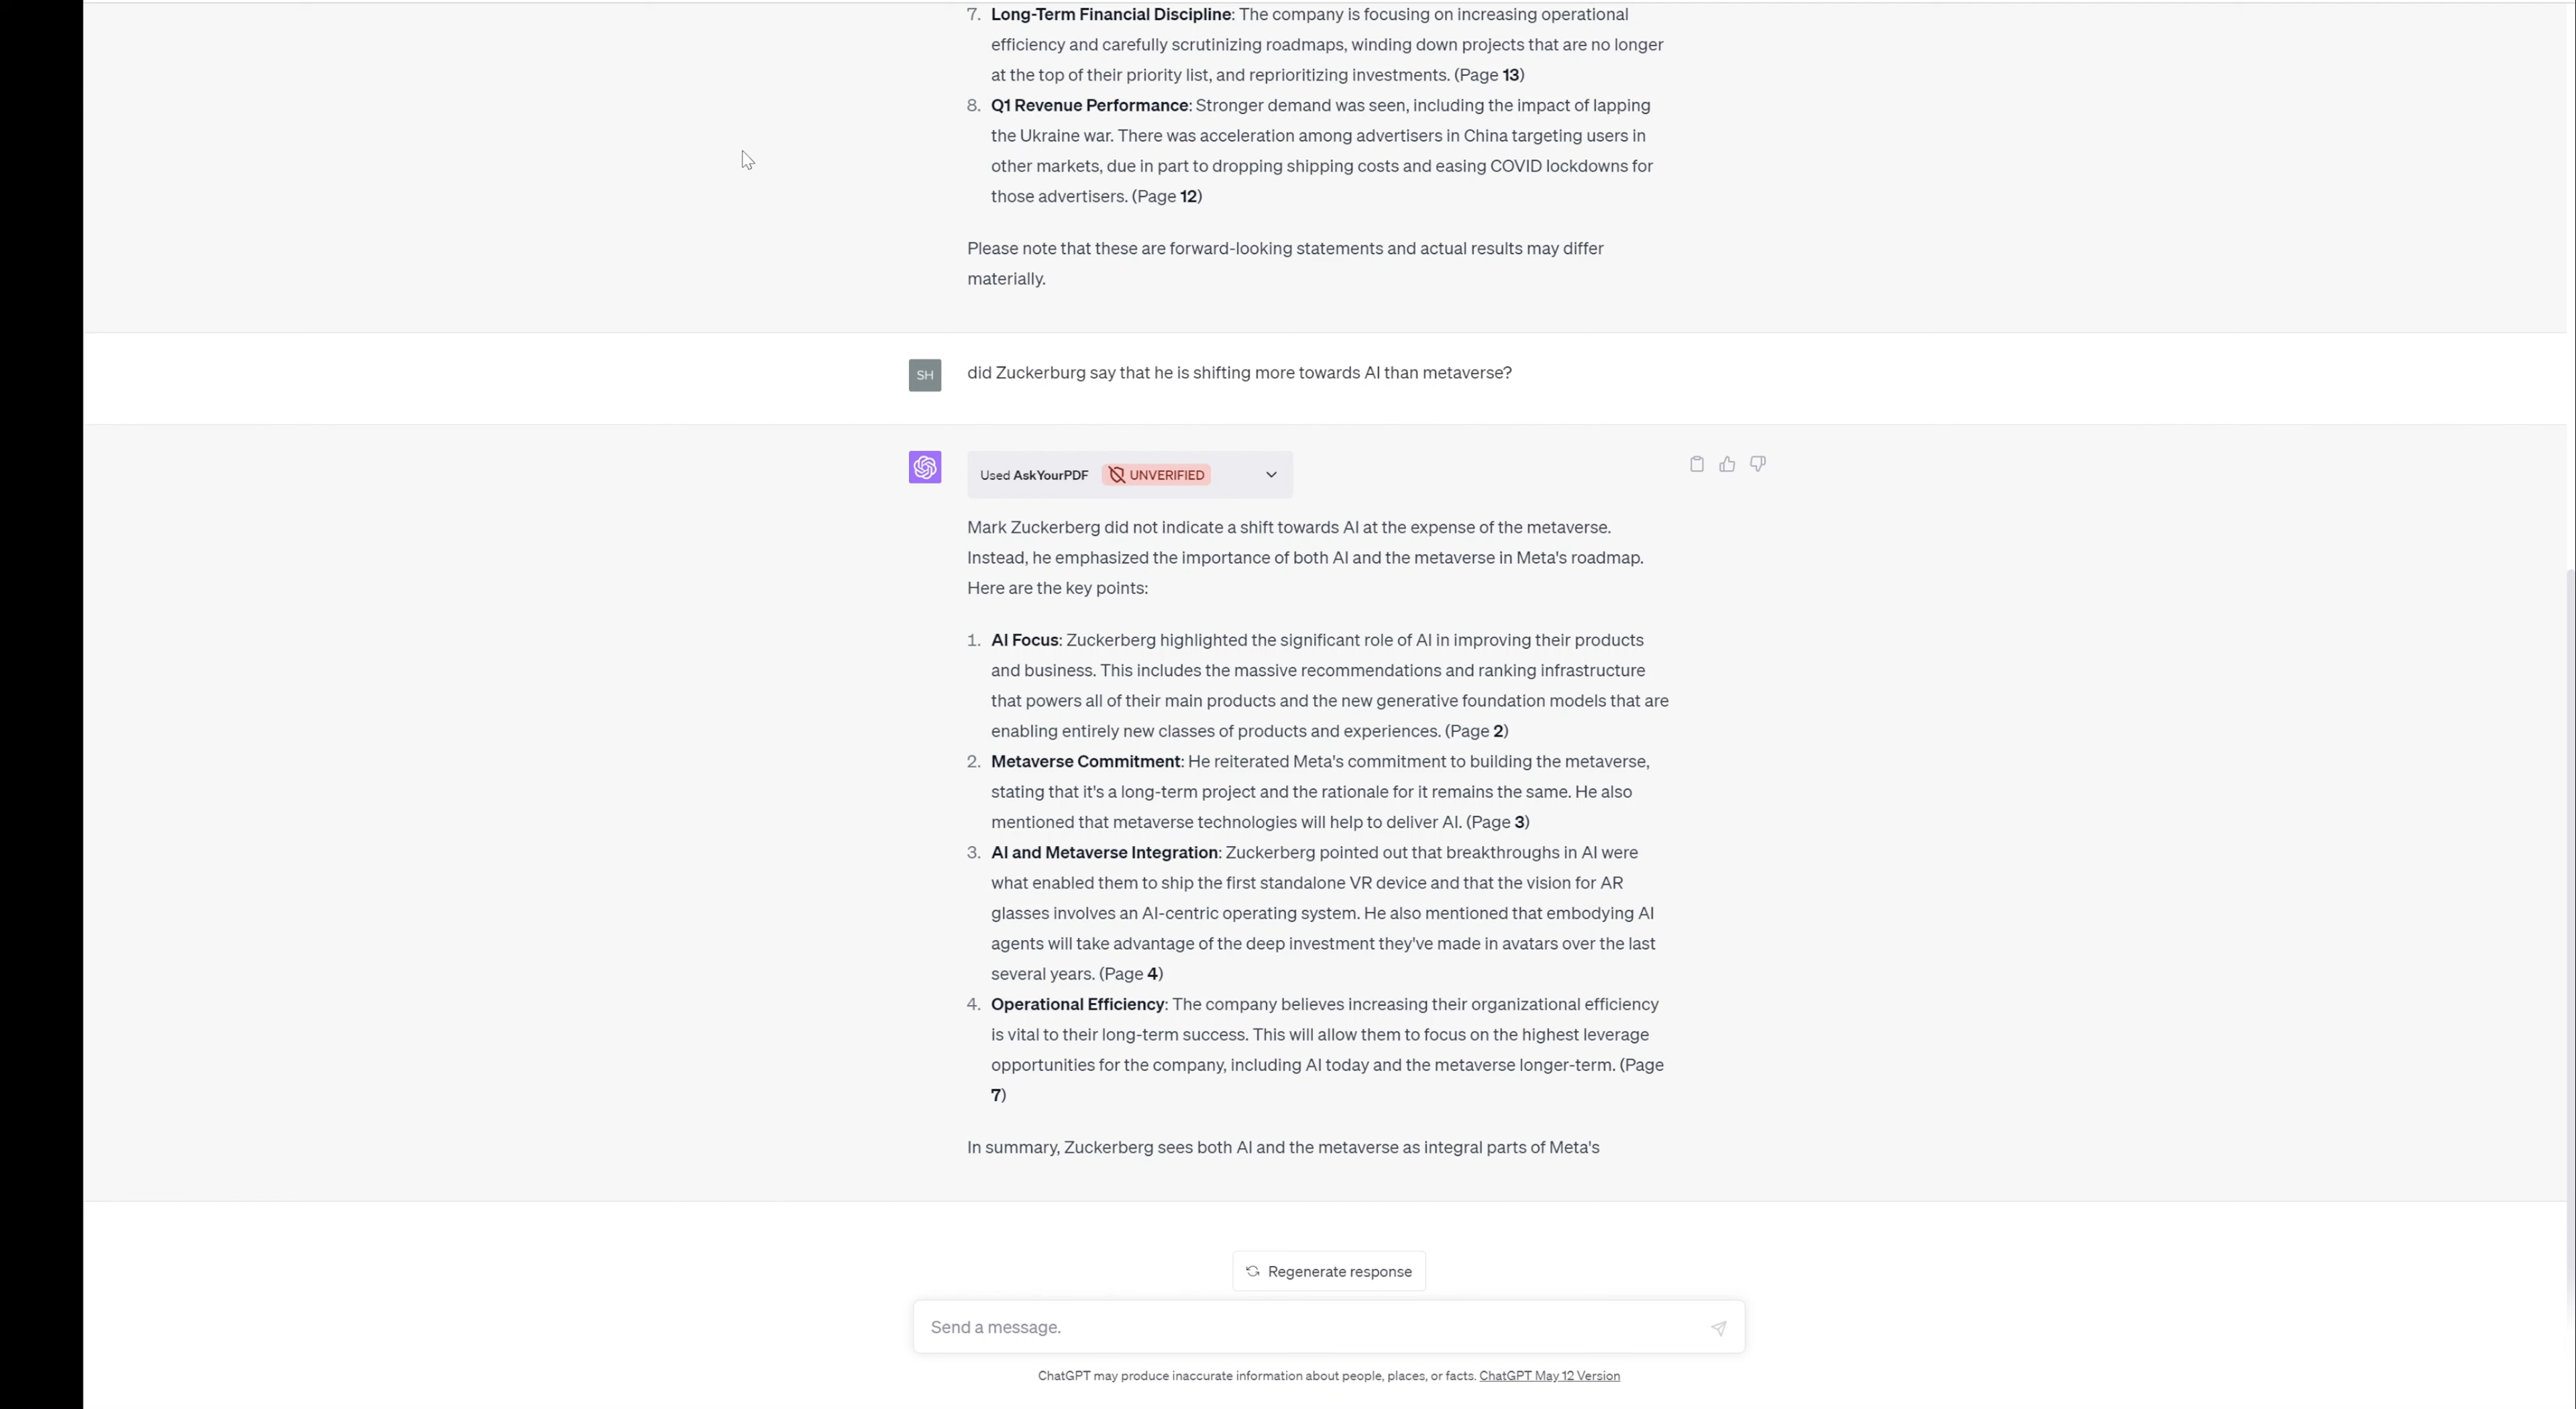 7. Long-Term Financial Discipline: The company is focusing on increasing operational
efficiency and carefully scrutinizing roadmaps, winding down projects that are no longer
at the top of their priority list, and reprioritizing investments. (Page 13)
8. Q1 Revenue Performance: Stronger demand was seen, including the impact of lapping
the Ukraine war. There was acceleration among advertisers in China targeting users in
other markets, due in part to dropping shipping costs and easing COVID lockdowns for
those advertisers. (Page 12)
Please note that these are forward-looking statements and actual results may differ
materially.
SH did Zuckerburg say that he is shifting more towards AI than metaverse?
Used AskYourPDF UNVERIFIED
Mark Zuckerberg did not indicate a shift towards AI at the expense of the metaverse.
Instead, he emphasized the importance of both AI and the metaverse in Meta's roadmap.
Here are the key points:
1. AI Focus: Zuckerberg highlighted the significant role of AI in improving their products
and business. This includes the massive recommendations and ranking infrastructure
that powers all of their main products and the new generative foundation models that are
enabling entirely new classes of products and experiences. (Page 2)
2. Metaverse Commitment: He reiterated Meta's commitment to building the metaverse,
stating that it's a long-term project and the rationale for it remains the same. He also
mentioned that metaverse technologies will help to deliver AI. (Page 3)
3. AI and Metaverse Integration: Zuckerberg pointed out that breakthroughs in AI were
what enabled them to ship the first standalone VR device and that the vision for AR
glasses involves an AI-centric operating system. He also mentioned that embodying AI
agents will take advantage of the deep investment they've made in avatars over the last
several years. (Page 4)
4. Operational Efficiency: The company believes increasing their organizational efficiency
is vital to their long-term success. This will allow them to focus on the highest leverage
opportunities for the company, including AI today and the metaverse longer-term. (Page
7)
In summary, Zuckerberg sees both AI and the metaverse as integral parts of Meta's
Regenerate response
Send a message.
ChatGPT may produce inaccurate information about people, places, or facts. ChatGPT May 12 Version